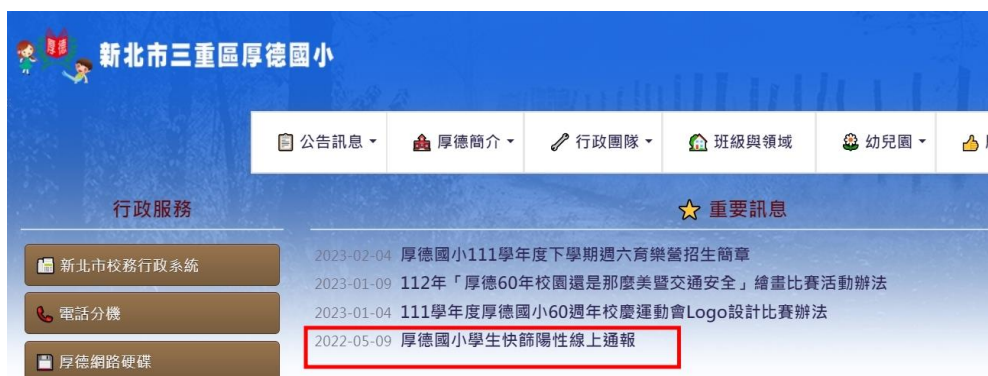 厚德
新北市三重區厚德國小
公告訊息
厚德簡介
行政團隊
班級與領域
幼兒園
行政服務
重要訊息
新北市校務行政系統
電話分機
厚德網路硬碟
2023-02-04 厚德國小111學年度下學期週六育樂營招生簡章
2023-01-09 112年「厚德60年校園還是那麼美暨交通安全」繪畫比賽活動辦法
2023-01-04 111學年度厚德國小60週年校慶運動會Logo設計比賽辦法
2022-05-09 厚德國小學生快篩陽性線上通報